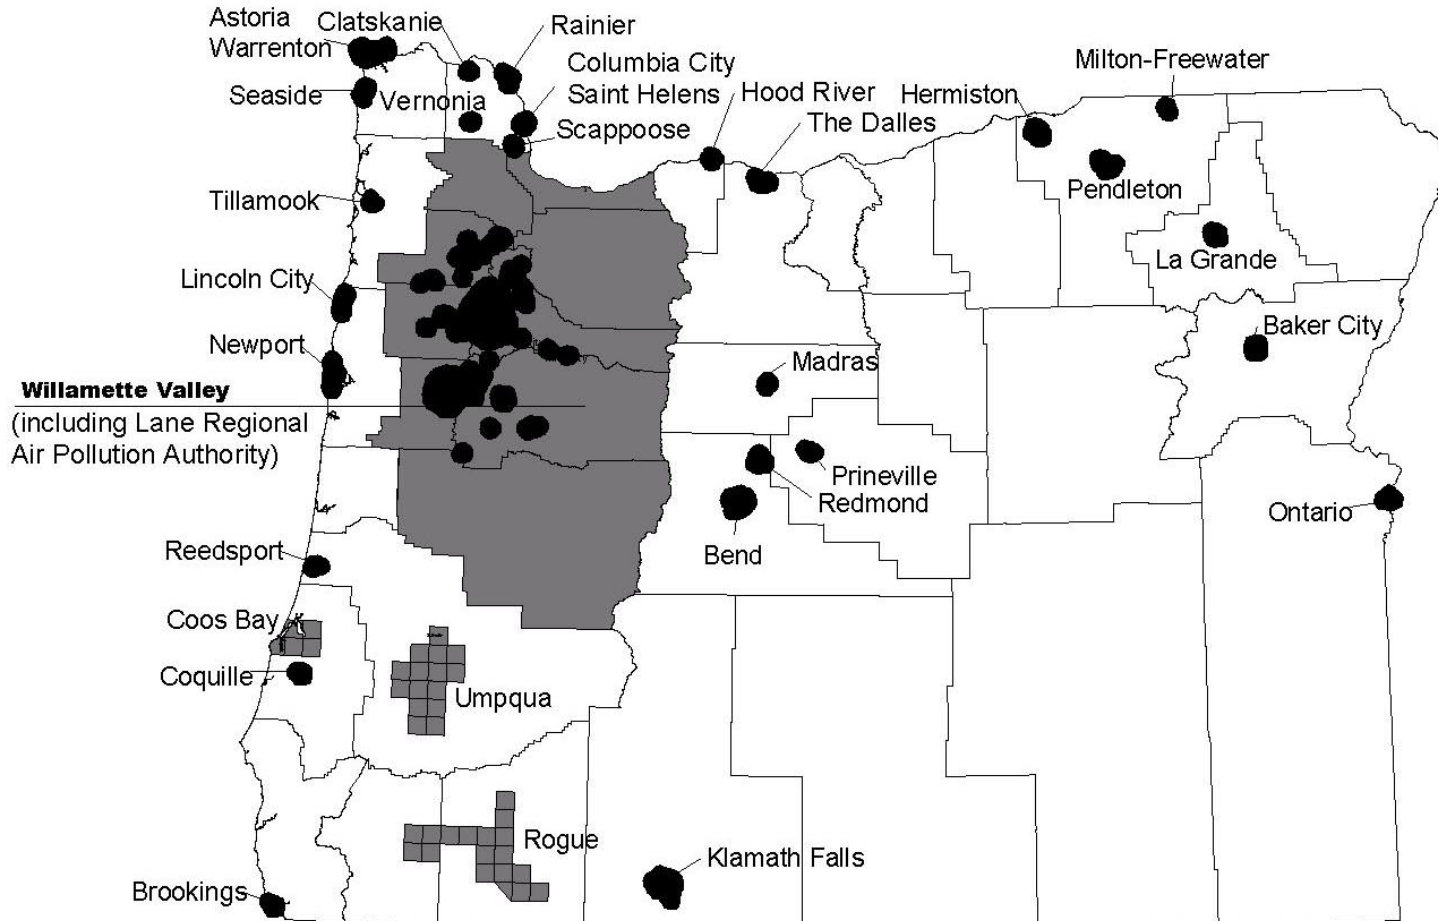 Astoria
Clatskanie
Rainier
Warrenton
Columbia City
Milton-Freewater
Seaside
Vernonia
Saint Helens
Hood River
Hermiston
Scappoose
The Dalles
Pendleton
Tillamook
La Grande
Lincoln City
Baker City
Newport
Madras
Willamette Valley
(including Lane Regional
Air Pollution Authority)
Prineville
Redmond
Ontario
Reedsport
Bend
Coos Bay
Coquille
Umpqua
Rogue
Klamath Falls
Brookings